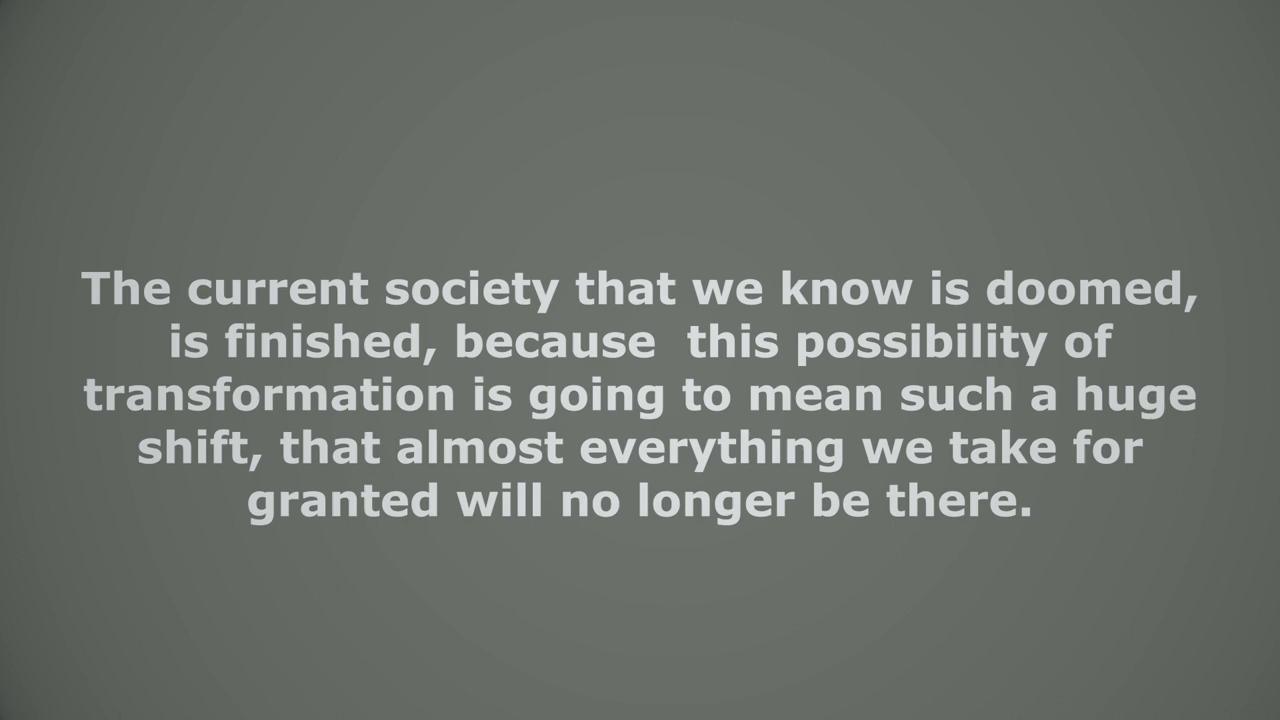 The current society that we know is doomed,
is finished, because  this possibility of
transformation is going to mean such a huge
shift, that almost everything we take for
granted will no longer be there.